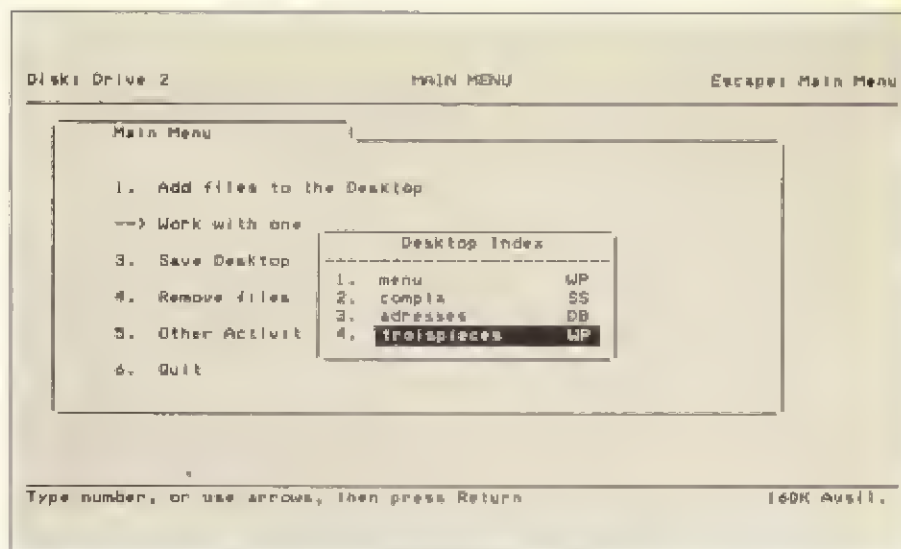 Disk: Drive 2 MAIN MENU Escape: Main Menu
Main Menu
1. Add files to the Desktop
--> Work with one
3. Save Desktop
4. Remove files
5. Other Activit
6. Quit
Desktop Index
1. menu WP
2. compta SS
3. adresses DB
4. troispieces WP
Type number, or use arrows, then press Return 160K Avail.